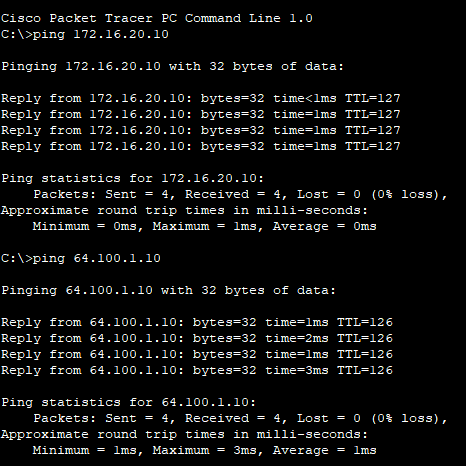 Cisco Packet Tracer PC Command Line 1.0
C:\>ping 172.16.20.10
Pinging 172.16.20.10 with 32 bytes of data:
Reply from 172.16.20.10: bytes=32 time<1ms TTL=127
Reply from 172.16.20.10: bytes=32 time=1ms TTL=127
Reply from 172.16.20.10: bytes=32 time=1ms TTL=127
Reply from 172.16.20.10: bytes=32 time=1ms TTL=127
Ping statistics for 172.16.20.10:
Packets: Sent = 4, Received = 4, Lost = 0 (0% loss),
Approximate round trip times in milli-seconds:
Minimum = 0ms, Maximum = 1ms, Average = 0ms
C:\>ping 64.100.1.10
Pinging 64.100.1.10 with 32 bytes of data:
Reply from 64.100.1.10: bytes=32 time=1ms TTL=126
Reply from 64.100.1.10: bytes=32 time=2ms TTL=126
Reply from 64.100.1.10: bytes=32 time=1ms TTL=126
Reply from 64.100.1.10: bytes=32 time=3ms TTL=126
Ping statistics for 64.100.1.10:
Packets: Sent = 4, Received = 4, Lost = 0 (0% loss),
Approximate round trip times in milli-seconds:
Minimum = 1ms, Maximum = 3ms, Average = 1ms